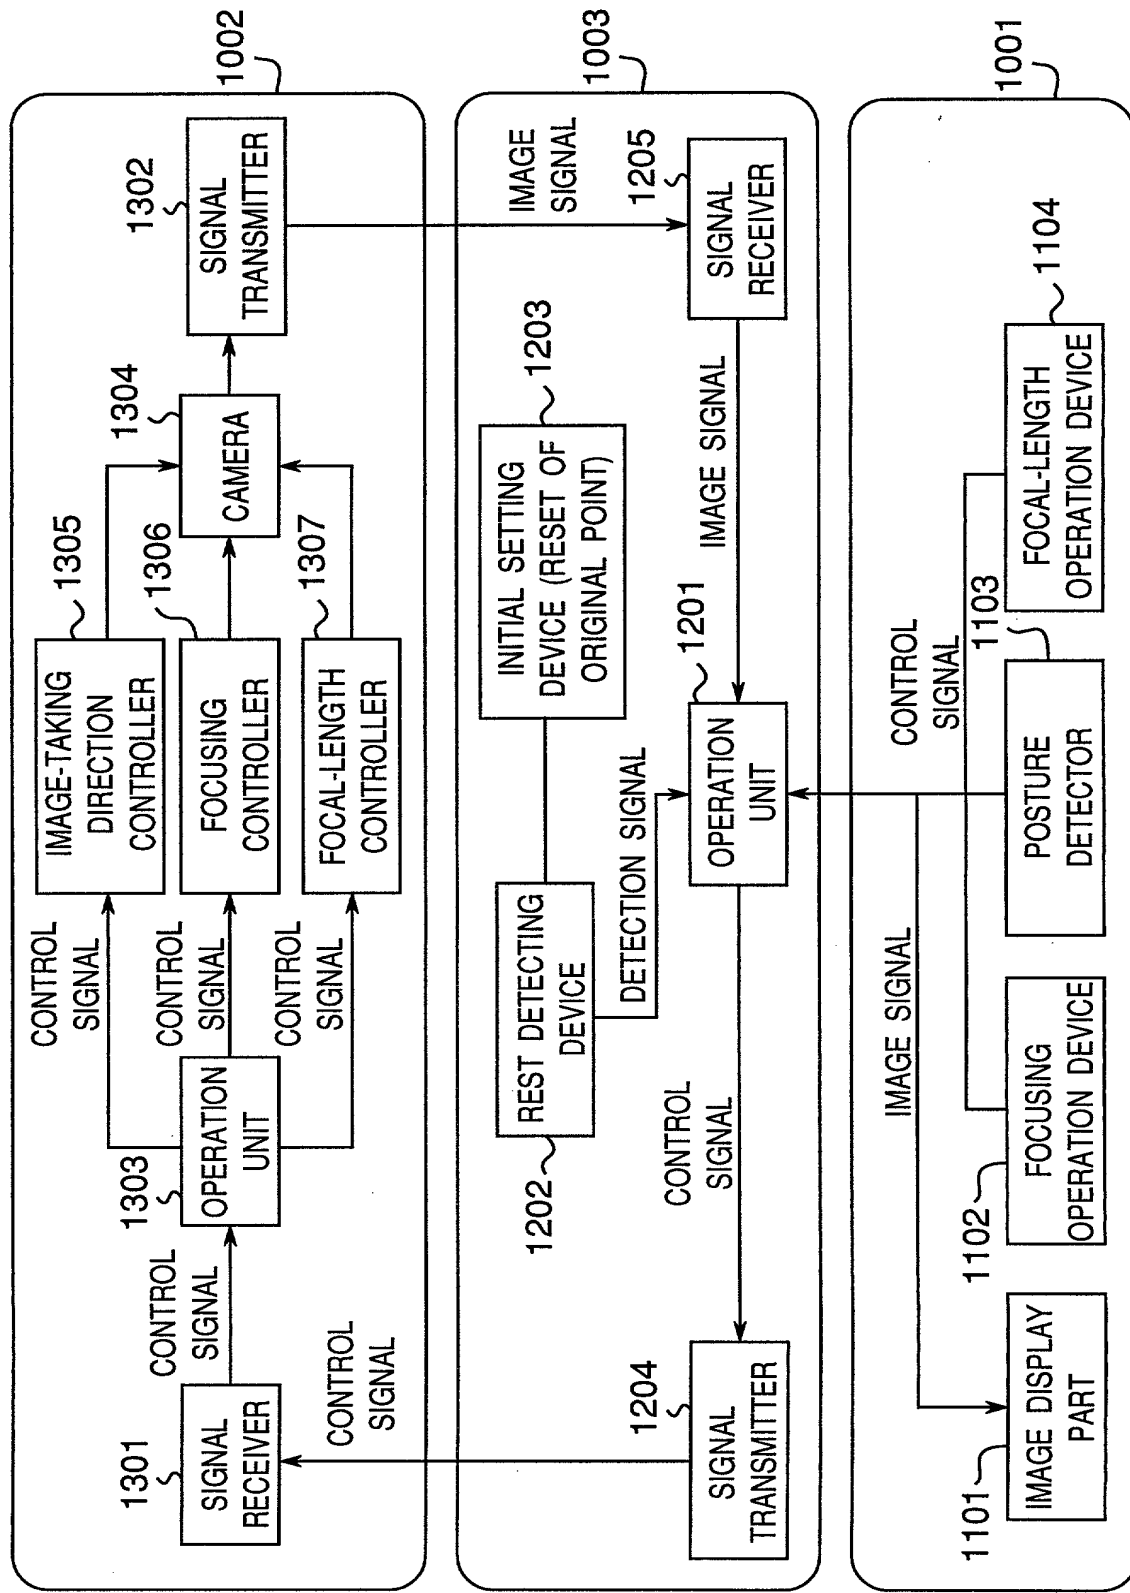 1002
1301
SIGNAL
RECEIVER
CONTROL
SIGNAL
1303
OPERATION
UNIT
CONTROL
SIGNAL
CONTROL
SIGNAL
CONTROL
SIGNAL
IMAGE-TAKING
DIRECTION
CONTROLLER
1305
FOCUSING
CONTROLLER
1306
FOCAL-LENGTH
CONTROLLER
1307
1304
CAMERA
1302
SIGNAL
TRANSMITTER
CONTROL
SIGNAL
IMAGE
SIGNAL
1003
1202
REST DETECTING
DEVICE
INITIAL SETTING
DEVICE (RESET OF
ORIGINAL POINT)
1203
DETECTION SIGNAL
1204
SIGNAL
TRANSMITTER
CONTROL
SIGNAL
OPERATION
UNIT
1201
IMAGE SIGNAL
1205
SIGNAL
RECEIVER
1001
IMAGE SIGNAL
CONTROL
SIGNAL
1101
IMAGE DISPLAY
PART
1102
FOCUSING
OPERATION DEVICE
1103
POSTURE
DETECTOR
1104
FOCAL-LENGTH
OPERATION DEVICE